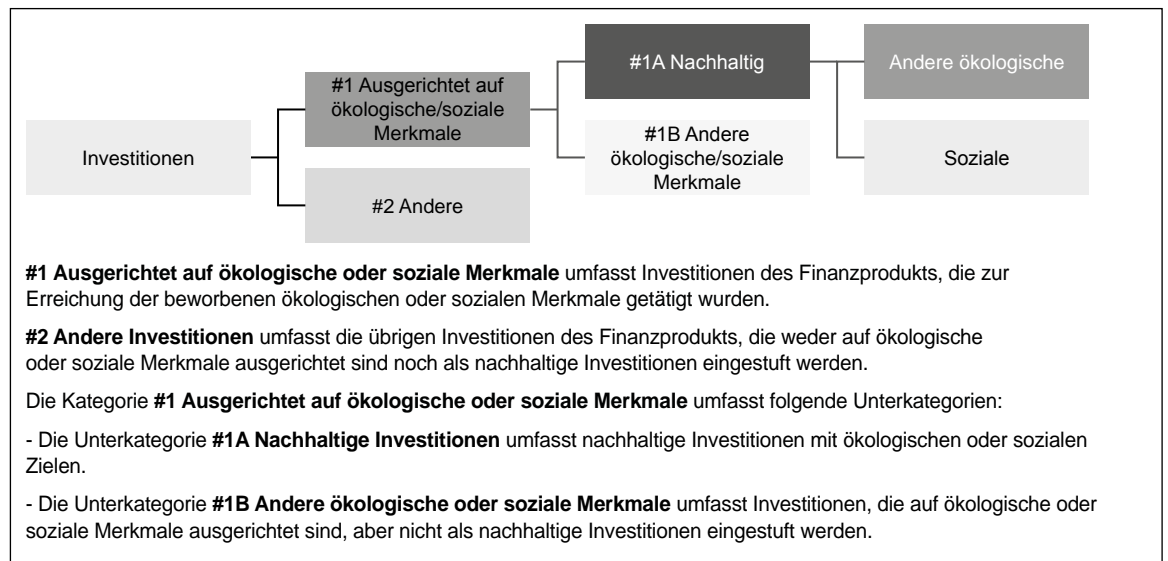 Investitionen
#1 Ausgerichtet auf
ökologische/soziale
Merkmale
#2 Andere
#1A Nachhaltig
#1B Andere
ökologische/soziale
Merkmale
Andere ökologische
Soziale
#1 Ausgerichtet auf ökologische oder soziale Merkmale umfasst Investitionen des Finanzprodukts, die zur
Erreichung der beworbenen ökologischen oder sozialen Merkmale getätigt wurden.
#2 Andere Investitionen umfasst die übrigen Investitionen des Finanzprodukts, die weder auf ökologische
oder soziale Merkmale ausgerichtet sind noch als nachhaltige Investitionen eingestuft werden.
Die Kategorie #1 Ausgerichtet auf ökologische oder soziale Merkmale umfasst folgende Unterkategorien:
- Die Unterkategorie #1A Nachhaltige Investitionen umfasst nachhaltige Investitionen mit ökologischen oder sozialen
Zielen.
- Die Unterkategorie #1B Andere ökologische oder soziale Merkmale umfasst Investitionen, die auf ökologische oder
soziale Merkmale ausgerichtet sind, aber nicht als nachhaltige Investitionen eingestuft werden.